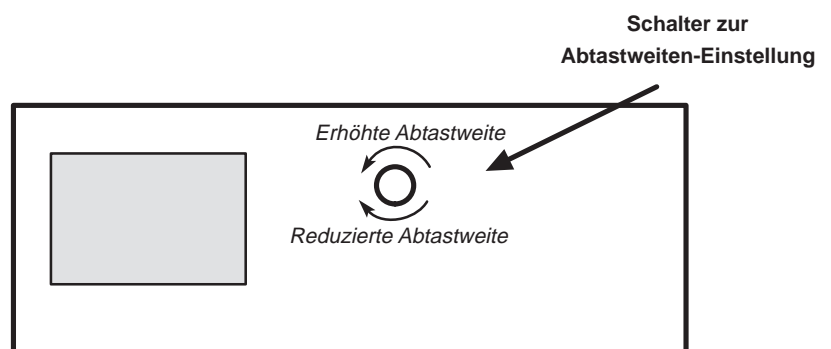 Schalter zur
Abtastweiten-Einstellung
Erhöhte Abtastweite
Reduzierte Abtastweite